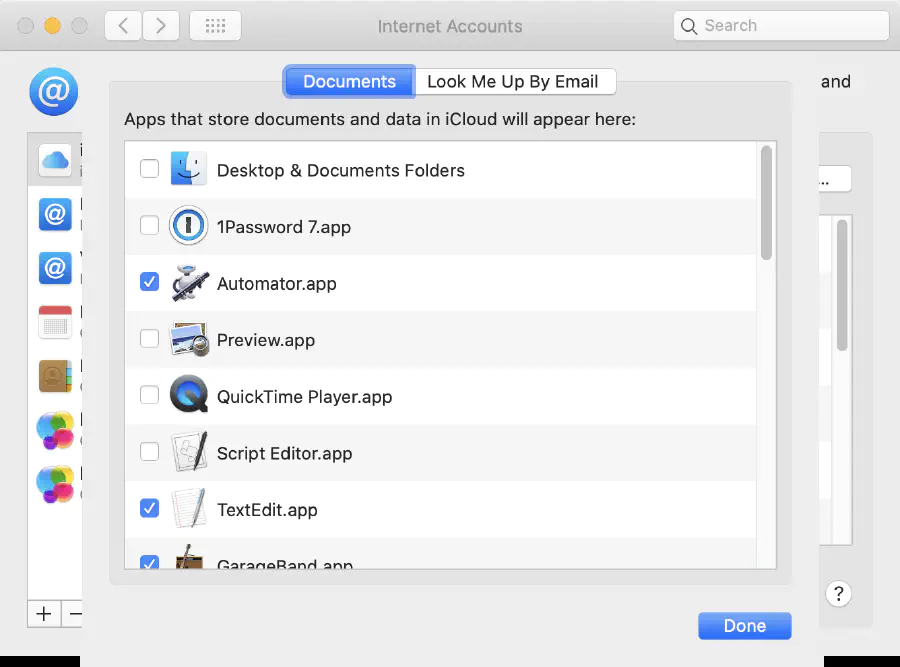 Internet Accounts
Search
Documents
Look Me Up By Email
and
Apps that store documents and data in iCloud will appear here:
Desktop & Documents Folders
1Password 7.app
...
Automator.app
Preview.app
QuickTime Player.app
Script Editor.app
TextEdit.app
GarageBand.app
?
Done